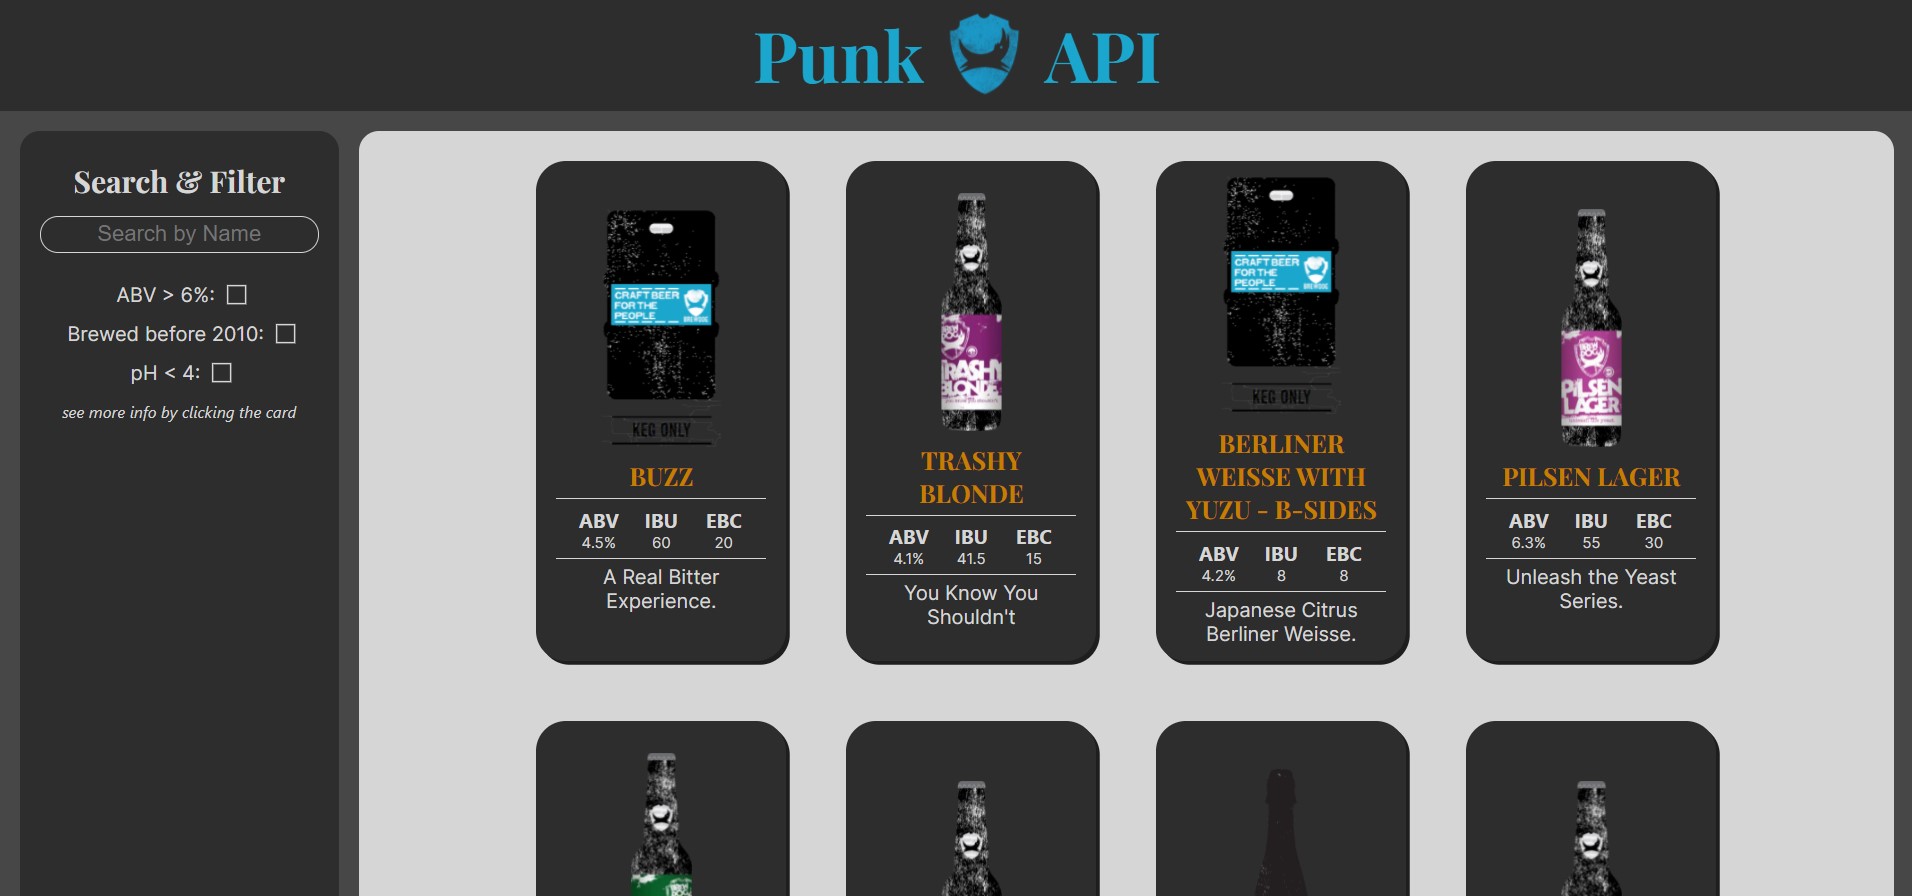 Punk API
Search & Filter
Search by Name
ABV > 6%:
Brewed before 2010:
pH < 4:
see more info by clicking the card
CRAFT BEER
FOR THE
PEOPLE
BREWDOG
KEG ONLY
BUZZ
ABV IBU EBC
4.5% 60 20
A Real Bitter
Experience.
TRASHY
BLONDE
TRASHY
BLONDE
ABV IBU EBC
4.1% 41.5 15
You Know You
Shouldn't
CRAFT BEER
FOR THE
PEOPLE
BREWDOG
KEG ONLY
BERLINER
WEISSE WITH
YUZU - B-SIDES
ABV IBU EBC
4.2% 8 8
Japanese Citrus
Berliner Weisse.
PILSEN
LAGER
PILSEN LAGER
ABV IBU EBC
6.3% 55 30
Unleash the Yeast
Series.